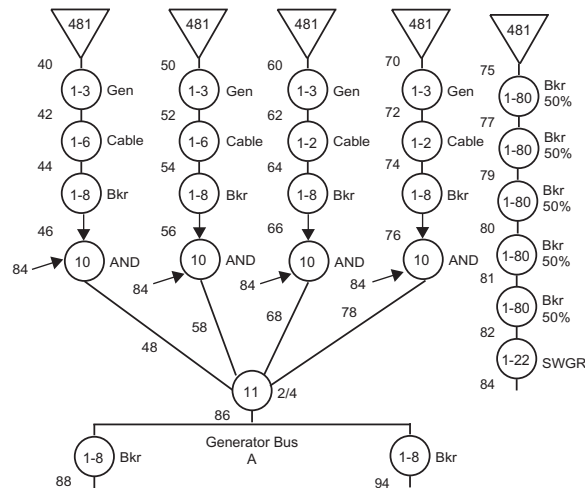 481 481 481 481 481
40 50 60 70 75
1-3 Gen 1-3 Gen 1-3 Gen 1-3 Gen 1-80 Bkr 50%
42 52 62 72 77
1-6 Cable 1-6 Cable 1-2 Cable 1-2 Cable 1-80 Bkr 50%
44 54 64 74 79
1-8 Bkr 1-8 Bkr 1-8 Bkr 1-8 Bkr 1-80 Bkr 50%
46 56 66 76 80
84 10 AND 84 10 AND 84 10 AND 84 10 AND 1-80 Bkr 50%
81
48 58 68 78 1-80 Bkr 50%
82
1-22 SWGR
84
11 2/4
86
Generator Bus
A
1-8 Bkr 1-8 Bkr
88 94